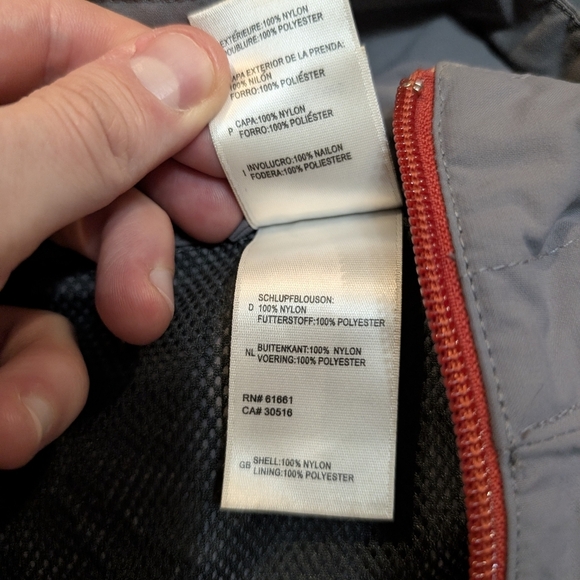 EXTÉRIEURE:100% NYLON
DOUBLURE:100% POLYESTER
CAPA EXTERIOR DE LA PRENDA:
100% NILÓN
FORRO:100% POLIÉSTER
P CAPA:100% NYLON
FORRO:100% POLIÉSTER
I INVOLUCRO:100% NAILON
FODERA:100% POLIESTERE
SCHLUPFBLOUSON:
D 100% NYLON
FUTTERSTOFF:100% POLYESTER
NL BUITENKANT:100% NYLON
VOERING:100% POLYESTER
RN# 61661
CA# 30516
GB SHELL:100% NYLON
LINING:100% POLYESTER